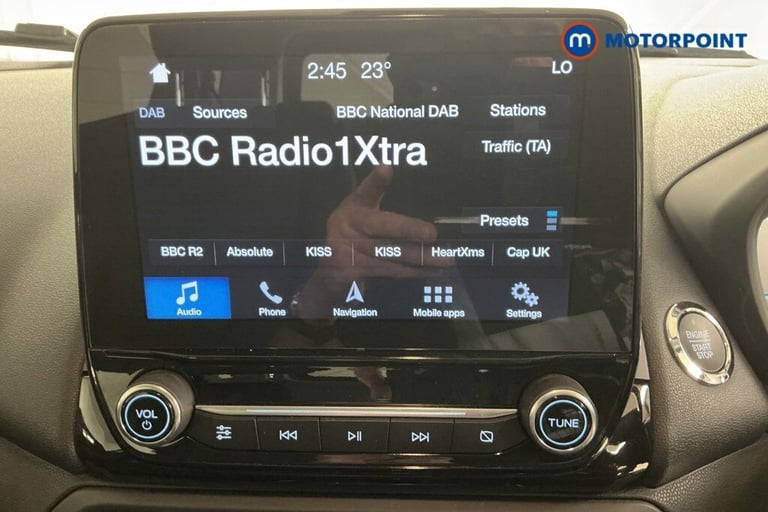 m MOTORPOINT
2:45 23° LO
DAB Sources BBC National DAB Stations
BBC Radio1Xtra
Traffic (TA)
Presets
BBC R2 Absolute KISS KISS HeartXms Cap UK
Audio Phone Navigation Mobile apps Settings
ENGINE
START
STOP
VOL
TUNE